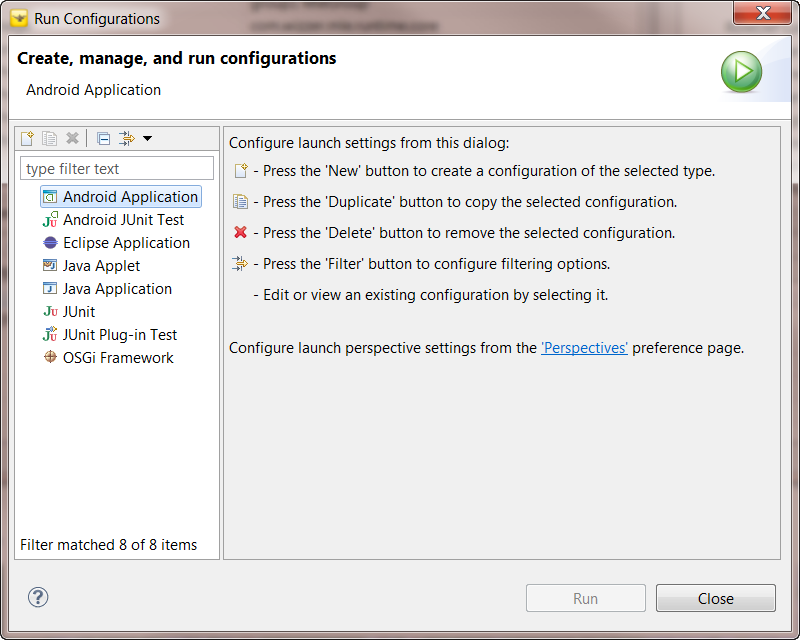 Run Configurations
Create, manage, and run configurations
Android Application
type filter text
Android Application
Android JUnit Test
Eclipse Application
Java Applet
Java Application
JUnit
JUnit Plug-in Test
OSGi Framework
Filter matched 8 of 8 items
Configure launch settings from this dialog:
- Press the 'New' button to create a configuration of the selected type.
- Press the 'Duplicate' button to copy the selected configuration.
- Press the 'Delete' button to remove the selected configuration.
- Press the 'Filter' button to configure filtering options.
- Edit or view an existing configuration by selecting it.
Configure launch perspective settings from the 'Perspectives' preference page.
Run
Close